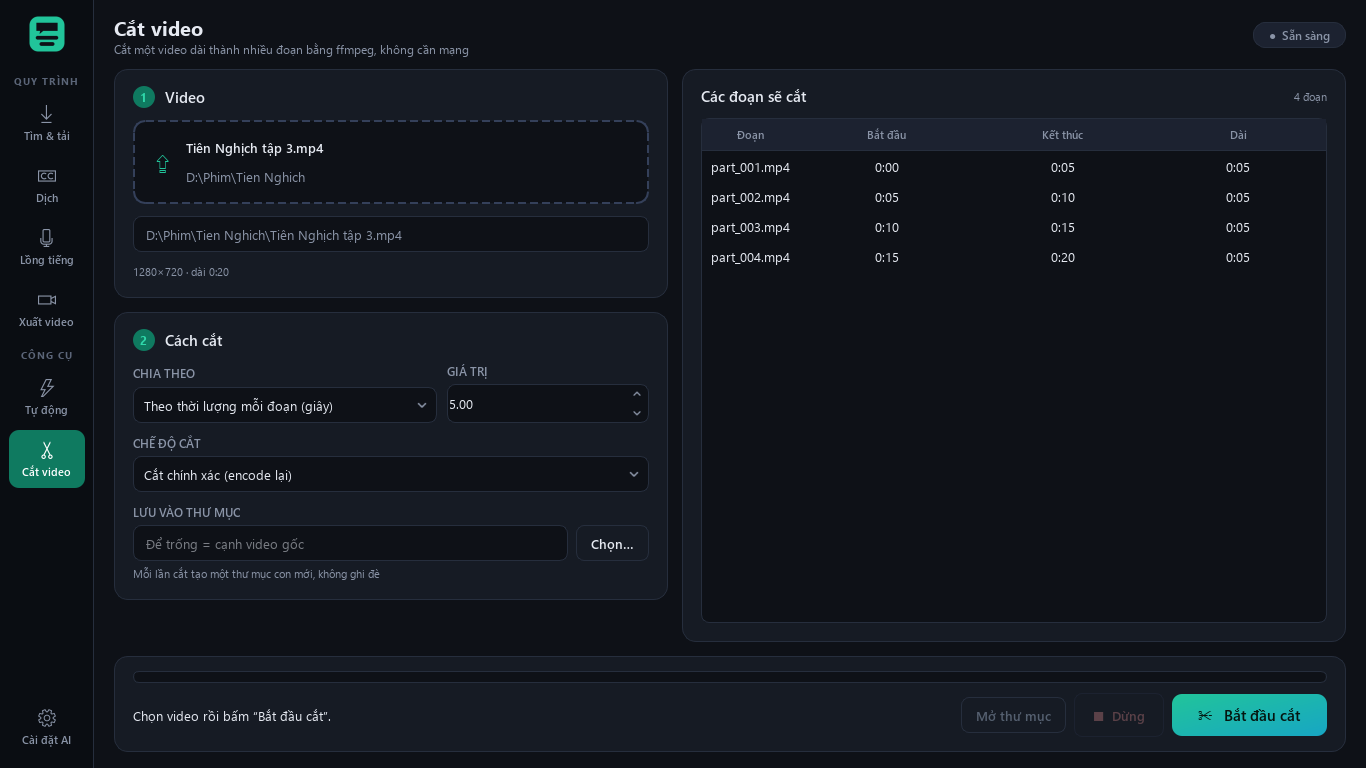 Cắt video
Cắt một video dài thành nhiều đoạn bằng ffmpeg, không cần mạng
● Sẵn sàng
QUY TRÌNH
Tìm & tải
CC
Dịch
Lồng tiếng
Xuất video
CÔNG CỤ
Tự động
Cắt video
Cài đặt AI
1 Video
Tiên Nghịch tập 3.mp4
D:\Phim\Tien Nghich
D:\Phim\Tien Nghich\Tiên Nghịch tập 3.mp4
1280×720 · dài 0:20
2 Cách cắt
CHIA THEO GIÁ TRỊ
Theo thời lượng mỗi đoạn (giây) 5.00
CHẾ ĐỘ CẮT
Cắt chính xác (encode lại)
LƯU VÀO THƯ MỤC
Để trống = cạnh video gốc Chọn...
Mỗi lần cắt tạo một thư mục con mới, không ghi đè
Các đoạn sẽ cắt 4 đoạn
Đoạn Bắt đầu Kết thúc Dài
part_001.mp4 0:00 0:05 0:05
part_002.mp4 0:05 0:10 0:05
part_003.mp4 0:10 0:15 0:05
part_004.mp4 0:15 0:20 0:05
Chọn video rồi bấm “Bắt đầu cắt”.
Mở thư mục Dừng Bắt đầu cắt